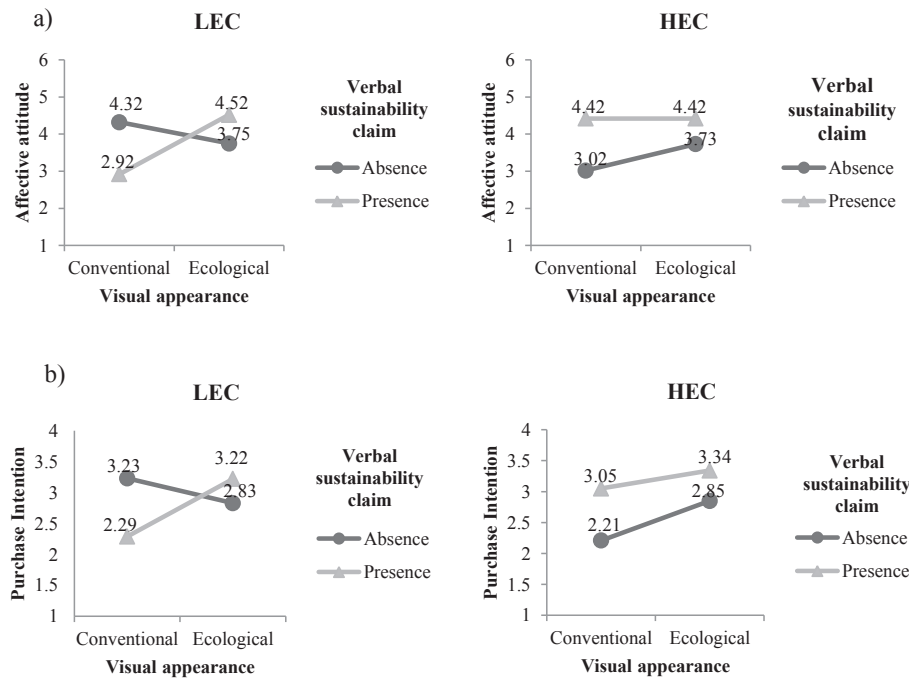 a)
LEC
6
5
4
3
2
1
Affective attitude
4.32
2.92
4.52
3.75
Conventional Ecological
Visual appearance
Verbal
sustainability
claim
Absence
Presence
HEC
6
5
4
3
2
1
Affective attitude
4.42
4.42
3.02
3.73
Conventional Ecological
Visual appearance
Verbal
sustainability
claim
Absence
Presence
b)
LEC
4
3.5
3
2.5
2
1.5
1
Purchase Intention
3.23
2.29
3.22
2.83
Conventional Ecological
Visual appearance
Verbal
sustainability
claim
Absence
Presence
HEC
4
3.5
3
2.5
2
1.5
1
Purchase Intention
3.05
2.21
3.34
2.85
Conventional Ecological
Visual appearance
Verbal
sustainability
claim
Absence
Presence